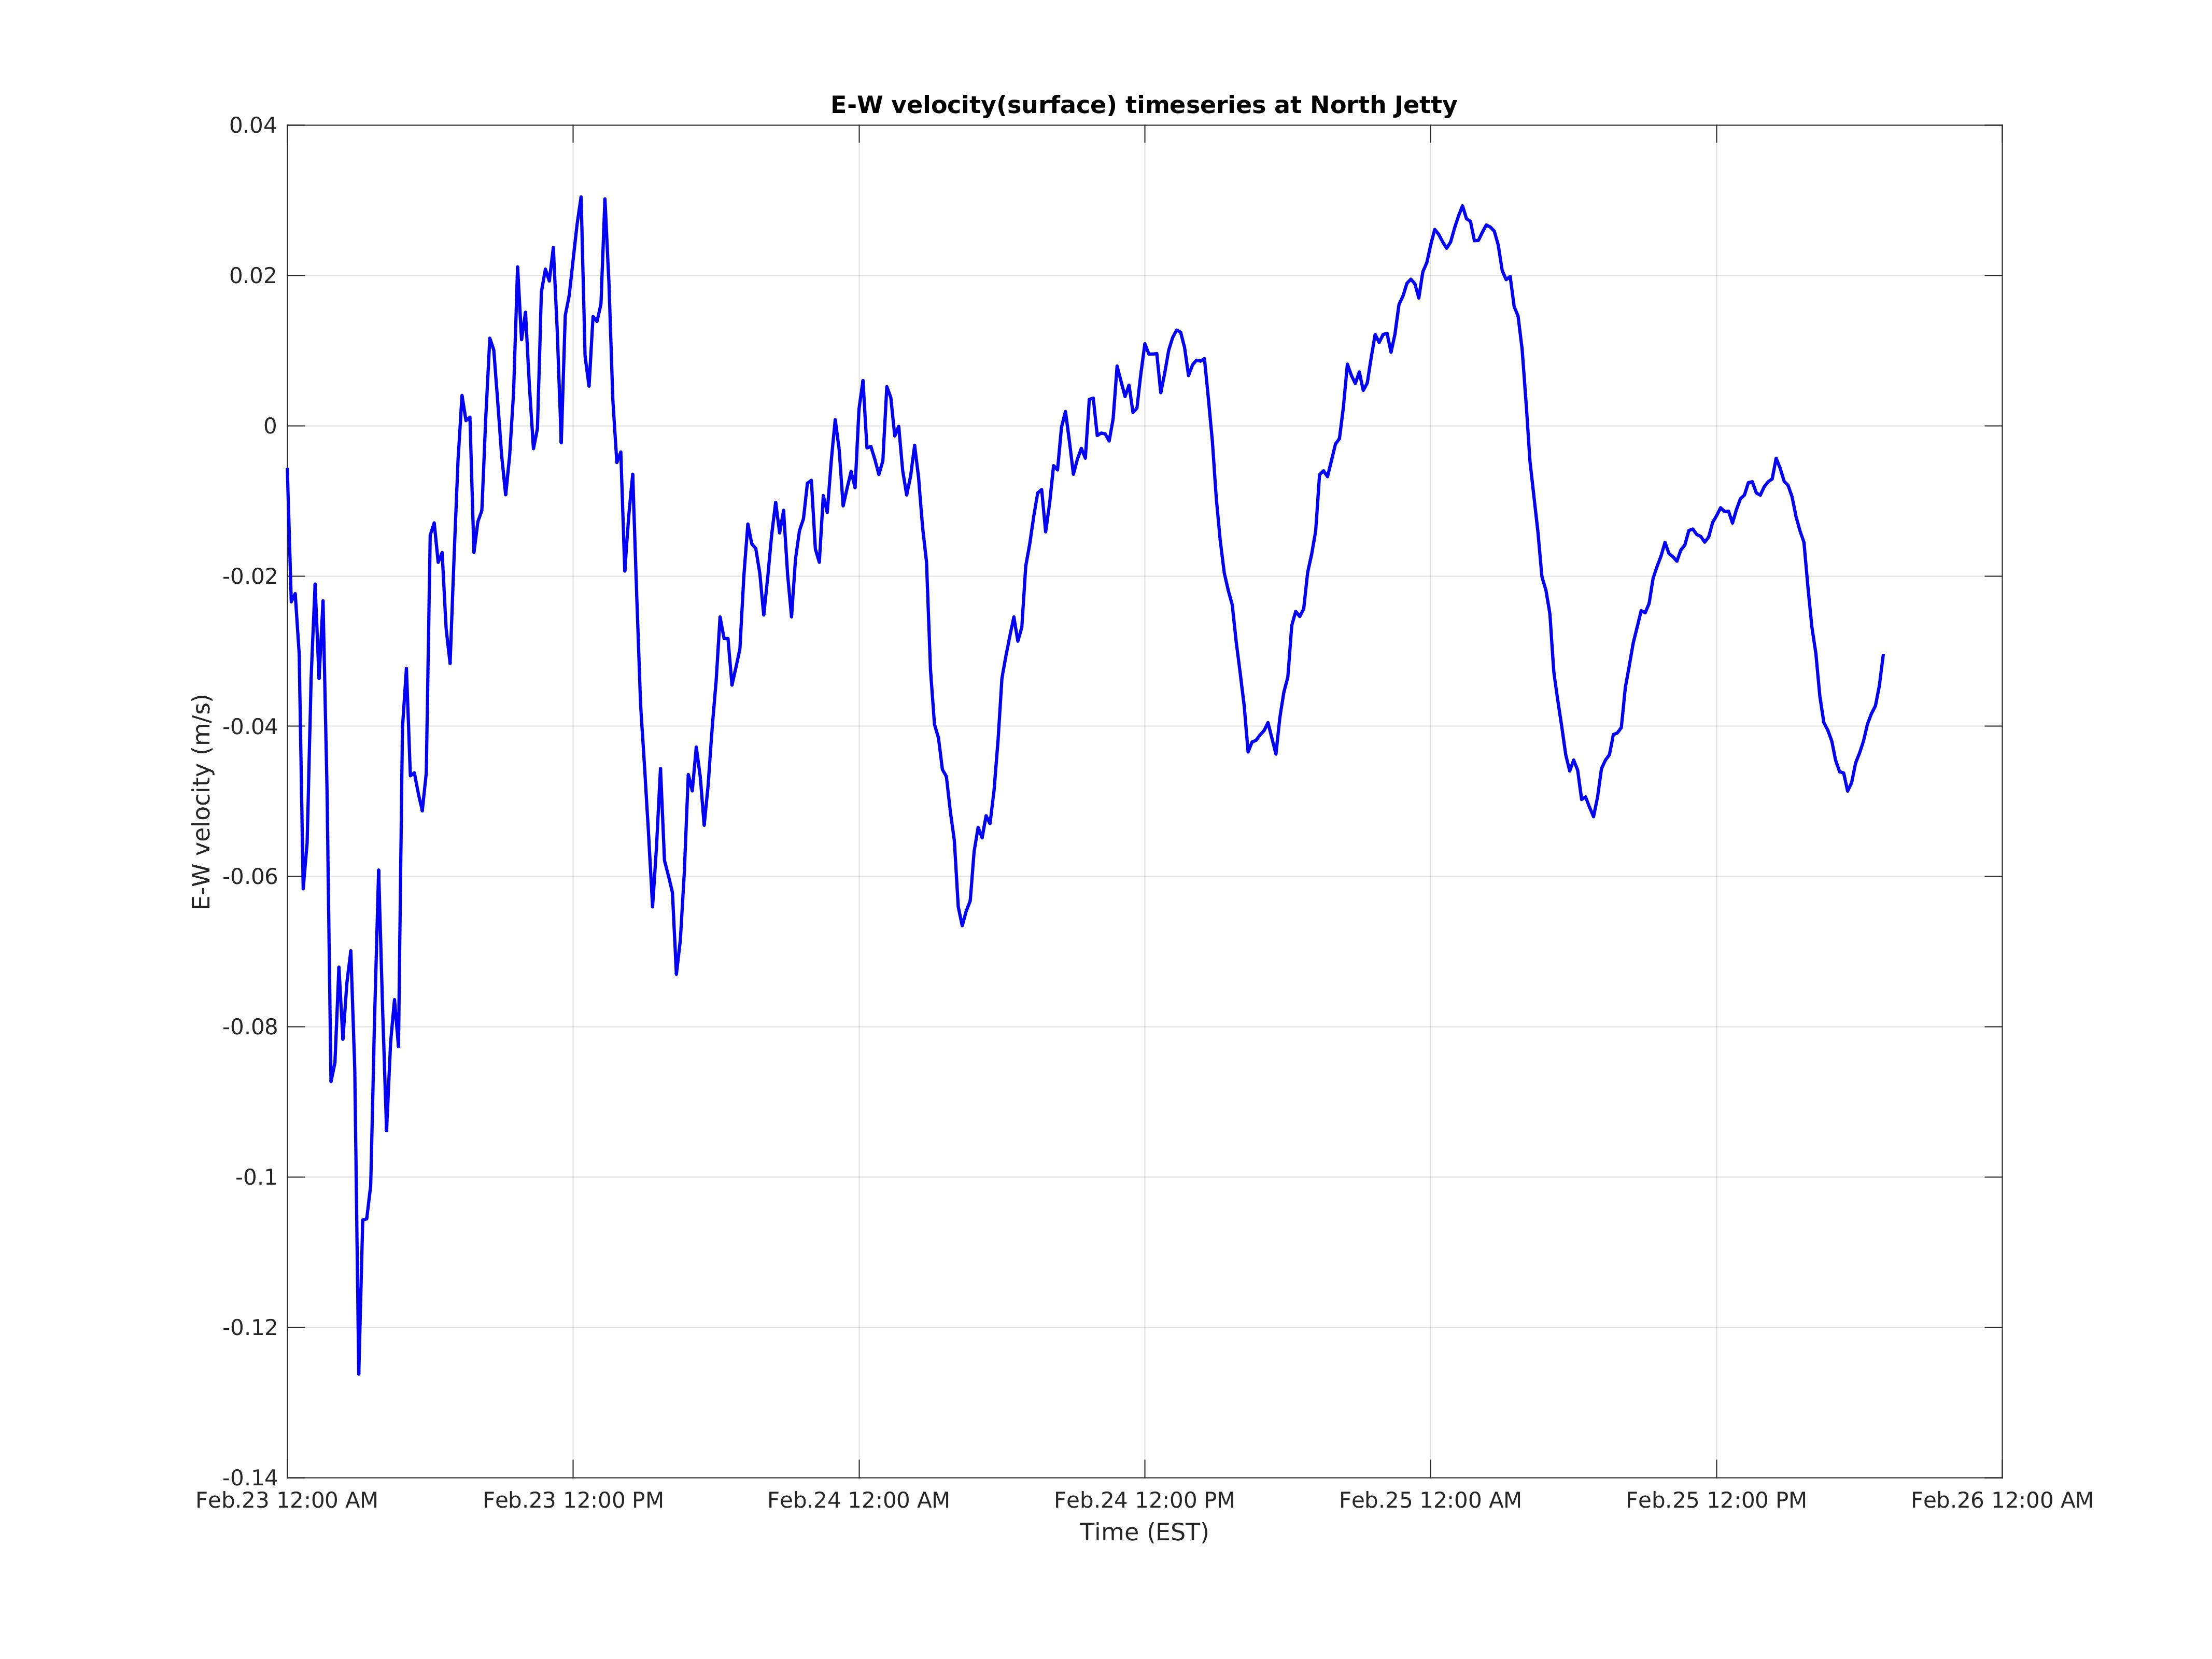 E-W velocity(surface) timeseries at North Jetty
0.04
0.02
0
-0.02
-0.04
-0.06
-0.08
-0.1
-0.12
-0.14
E-W velocity (m/s)
Feb.23 12:00 AM
Feb.23 12:00 PM
Feb.24 12:00 AM
Feb.24 12:00 PM
Feb.25 12:00 AM
Feb.25 12:00 PM
Feb.26 12:00 AM
Time (EST)